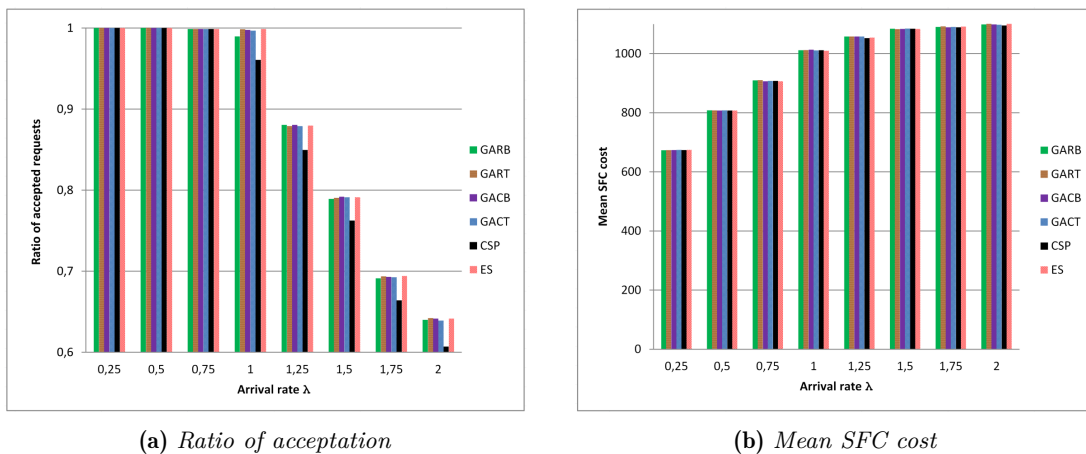 1
0,9
0,8
0,7
0,6
Ratio of accepted requests
0,25 0,5 0,75 1 1,25 1,5 1,75 2
Arrival rate λ
GARB
GART
GACB
GACT
CSP
ES
(a) Ratio of acceptation
1000
800
600
400
200
0
Mean SFC cost
0,25 0,5 0,75 1 1,25 1,5 1,75 2
Arrival rate λ
GARB
GART
GACB
GACT
CSP
ES
(b) Mean SFC cost